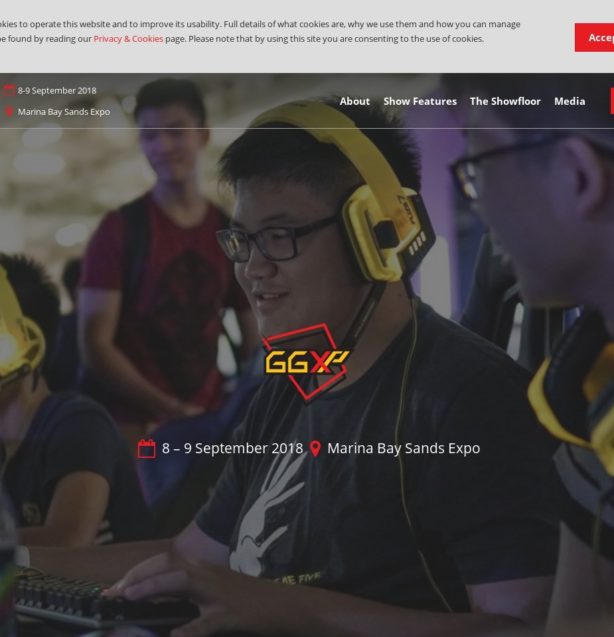 okies to operate this website and to improve its usability. Full details of what cookies are, why we use them and how you can manage
be found by reading our Privacy & Cookies page. Please note that by using this site you are consenting to the use of cookies.
Accep
8-9 September 2018
Marina Bay Sands Expo
About Show Features The Showfloor Media
GGXP
8 – 9 September 2018 Marina Bay Sands Expo
ME FIVE